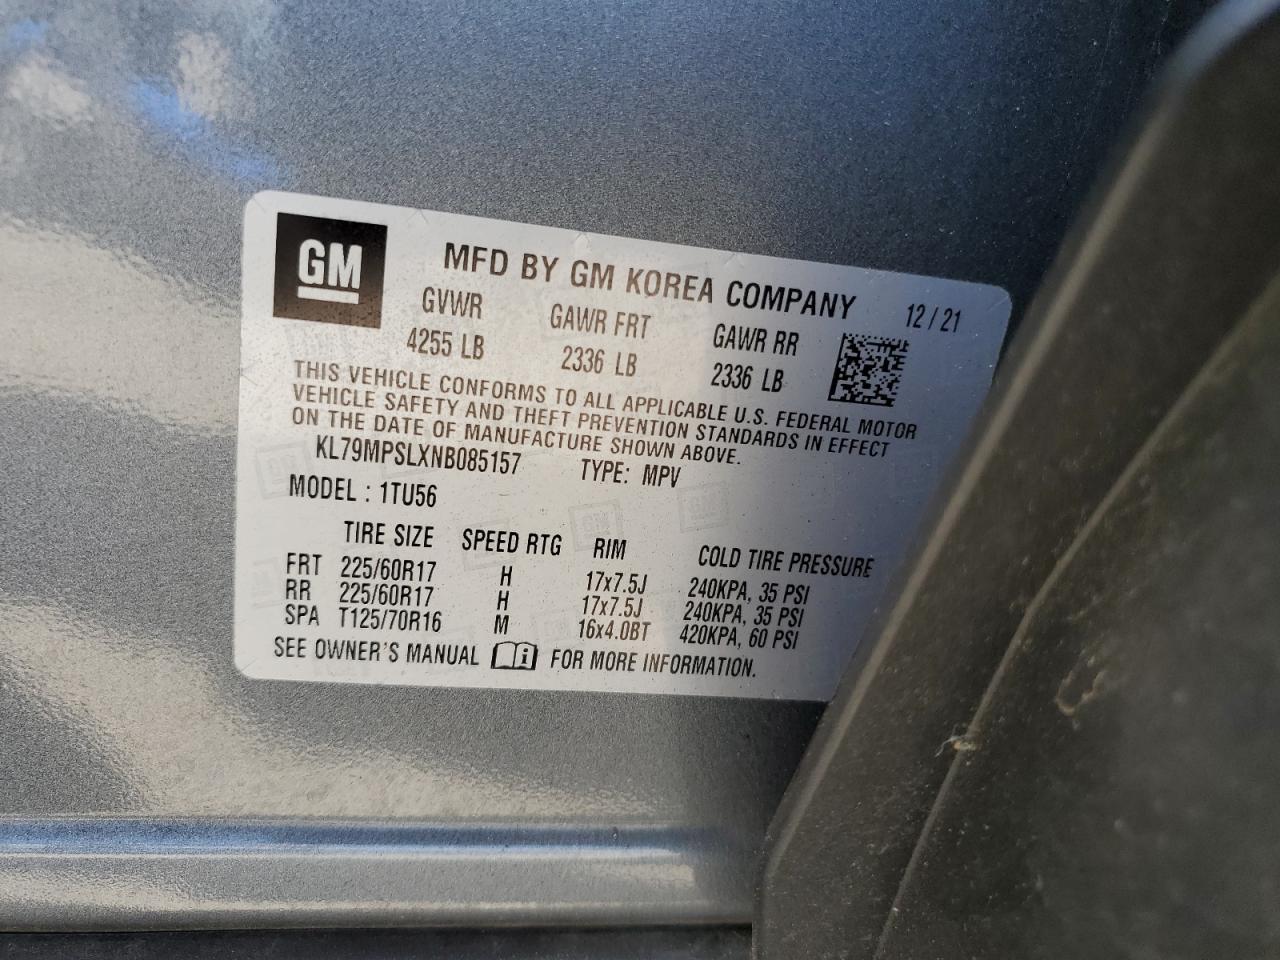 GM
MFD BY GM KOREA COMPANY 12/21
GVWR GAWR FRT GAWR RR
4255 LB 2336 LB 2336 LB
THIS VEHICLE CONFORMS TO ALL APPLICABLE U.S. FEDERAL MOTOR
VEHICLE SAFETY AND THEFT PREVENTION STANDARDS IN EFFECT
ON THE DATE OF MANUFACTURE SHOWN ABOVE.
KL79MPSLXNB085157 TYPE: MPV
MODEL : 1TU56
TIRE SIZE SPEED RTG RIM COLD TIRE PRESSURE
FRT 225/60R17 H 17x7.5J 240KPA, 35 PSI
RR 225/60R17 H 17x7.5J 240KPA, 35 PSI
SPA T125/70R16 M 16x4.0BT 420KPA, 60 PSI
SEE OWNER'S MANUAL i FOR MORE INFORMATION.